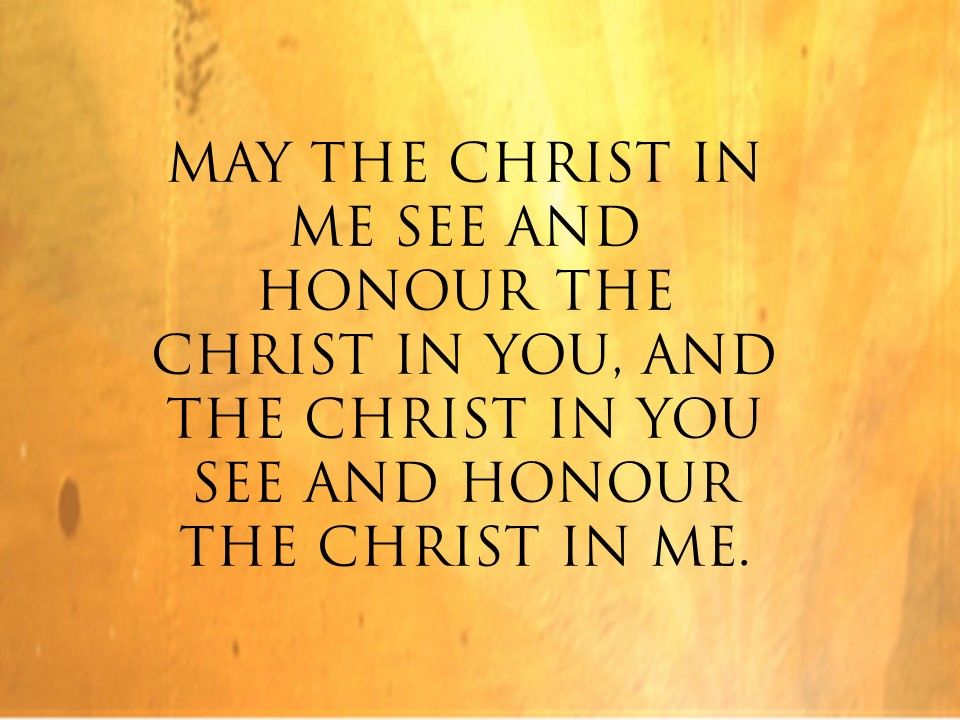 MAY THE CHRIST IN
ME SEE AND
HONOUR THE
CHRIST IN YOU, AND
THE CHRIST IN YOU
SEE AND HONOUR
THE CHRIST IN ME.